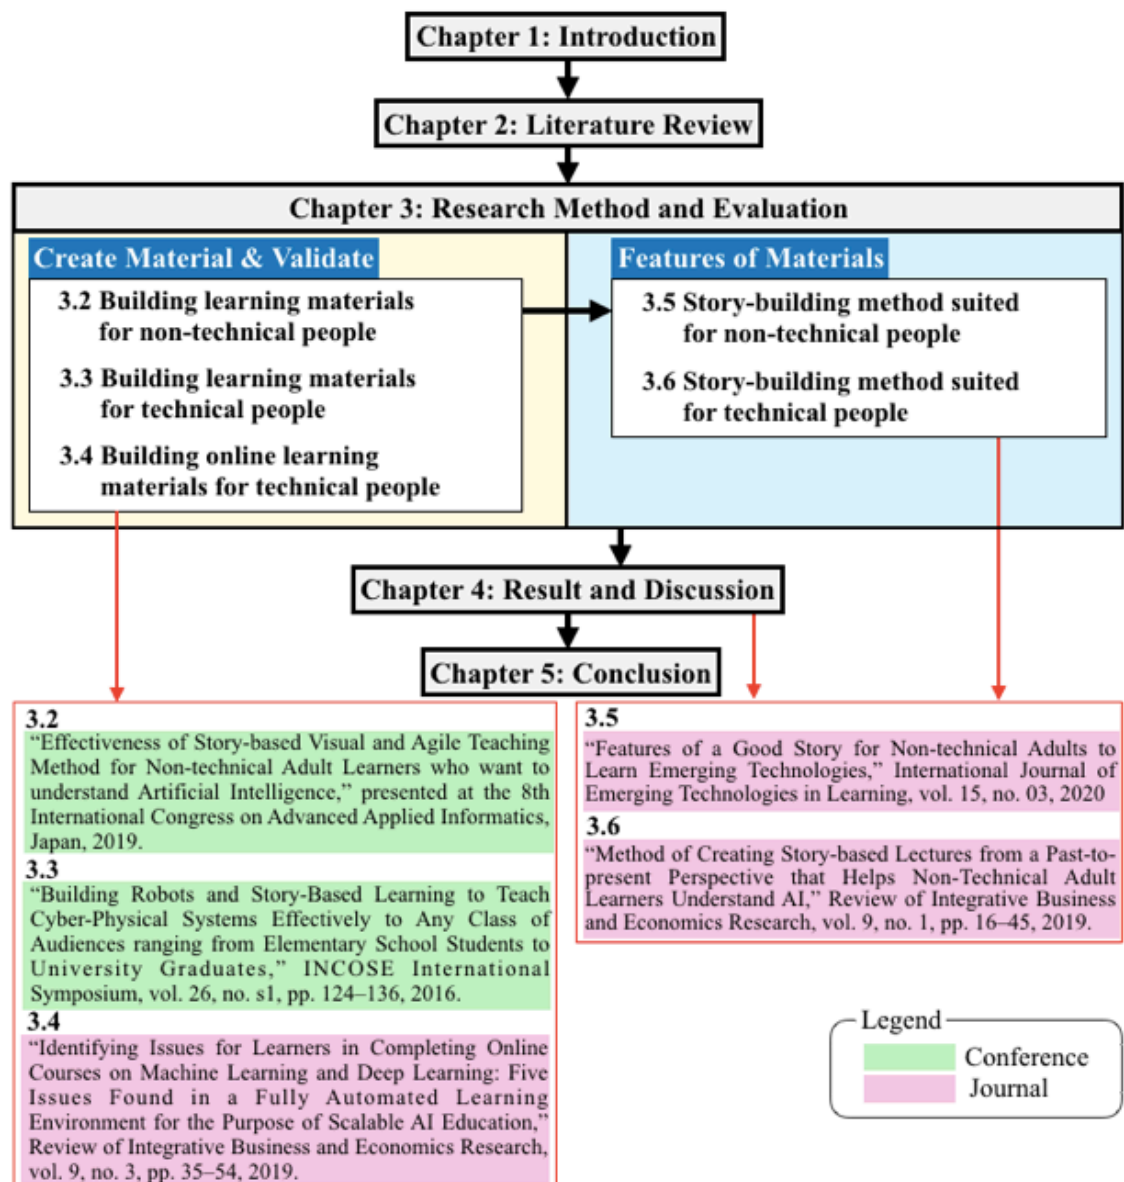 Chapter 1: Introduction
Chapter 2: Literature Review
Chapter 3: Research Method and Evaluation
Create Material & Validate
3.2 Building learning materials
for non-technical people
3.3 Building learning materials
for technical people
3.4 Building online learning
materials for technical people
Features of Materials
3.5 Story-building method suited
for non-technical people
3.6 Story-building method suited
for technical people
Chapter 4: Result and Discussion
Chapter 5: Conclusion
3.2
“Effectiveness of Story-based Visual and Agile Teaching
Method for Non-technical Adult Learners who want to
understand Artificial Intelligence,” presented at the 8th
International Congress on Advanced Applied Informatics,
Japan, 2019.
3.3
“Building Robots and Story-Based Learning to Teach
Cyber-Physical Systems Effectively to Any Class of
Audiences ranging from Elementary School Students to
University Graduates,” INCOSE International
Symposium, vol. 26, no. s1, pp. 124–136, 2016.
3.4
“Identifying Issues for Learners in Completing Online
Courses on Machine Learning and Deep Learning: Five
Issues Found in a Fully Automated Learning
Environment for the Purpose of Scalable AI Education,”
Review of Integrative Business and Economics Research,
vol. 9, no. 3, pp. 35–54, 2019.
3.5
“Features of a Good Story for Non-technical Adults to
Learn Emerging Technologies,” International Journal of
Emerging Technologies in Learning, vol. 15, no. 03, 2020
3.6
“Method of Creating Story-based Lectures from a Past-to-
present Perspective that Helps Non-Technical Adult
Learners Understand AI,” Review of Integrative Business
and Economics Research, vol. 9, no. 1, pp. 16–45, 2019.
Legend
Conference
Journal